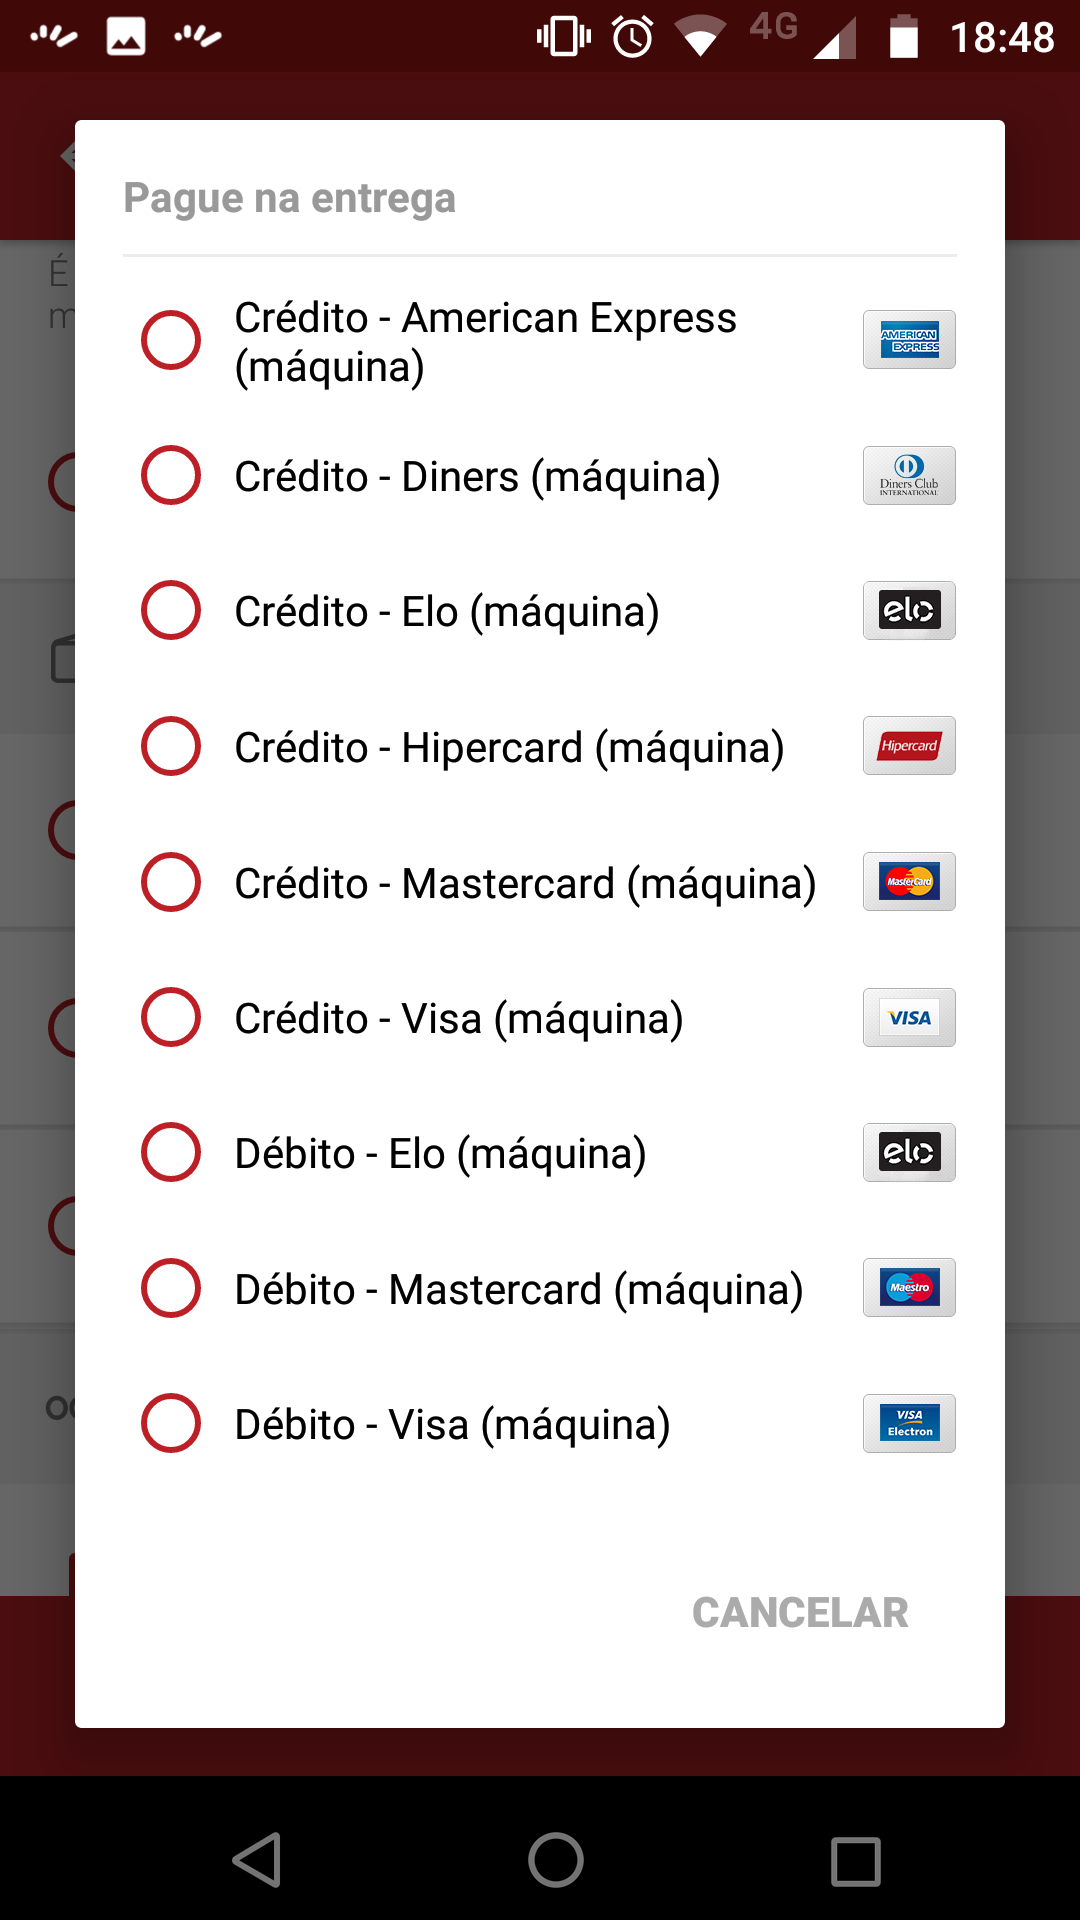 4G 18:48
Pague na entrega
É
m
Crédito - American Express
(máquina)
AMERICAN
EXPRESS
Crédito - Diners (máquina)
Diners Club
INTERNATIONAL
Crédito - Elo (máquina)
elo
Crédito - Hipercard (máquina)
Hipercard
Crédito - Mastercard (máquina)
MasterCard
Crédito - Visa (máquina)
VISA
Débito - Elo (máquina)
elo
Débito - Mastercard (máquina)
Maestro
Débito - Visa (máquina)
VISA
Electron
CANCELAR